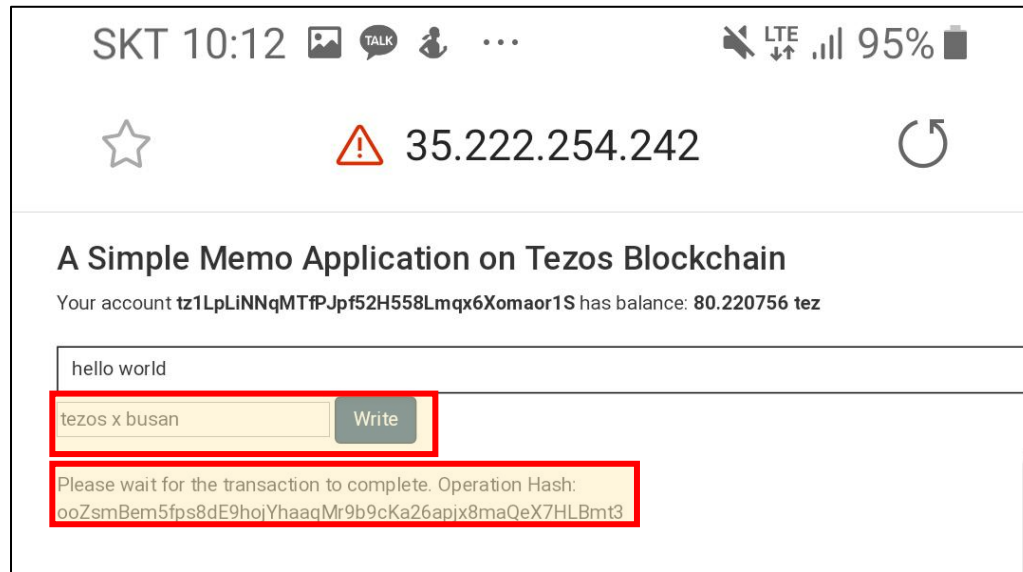 SKT 10:12 TALK ... LTE 95%
35.222.254.242
A Simple Memo Application on Tezos Blockchain
Your account tz1LpLiNNqMTfPJpf52H558Lmqx6Xomaor1S has balance: 80.220756 tez
hello world
tezos x busan Write
Please wait for the transaction to complete. Operation Hash:
ooZsmBem5fps8dE9hojYhaaqMr9b9cKa26apjx8maQeX7HLBmt3